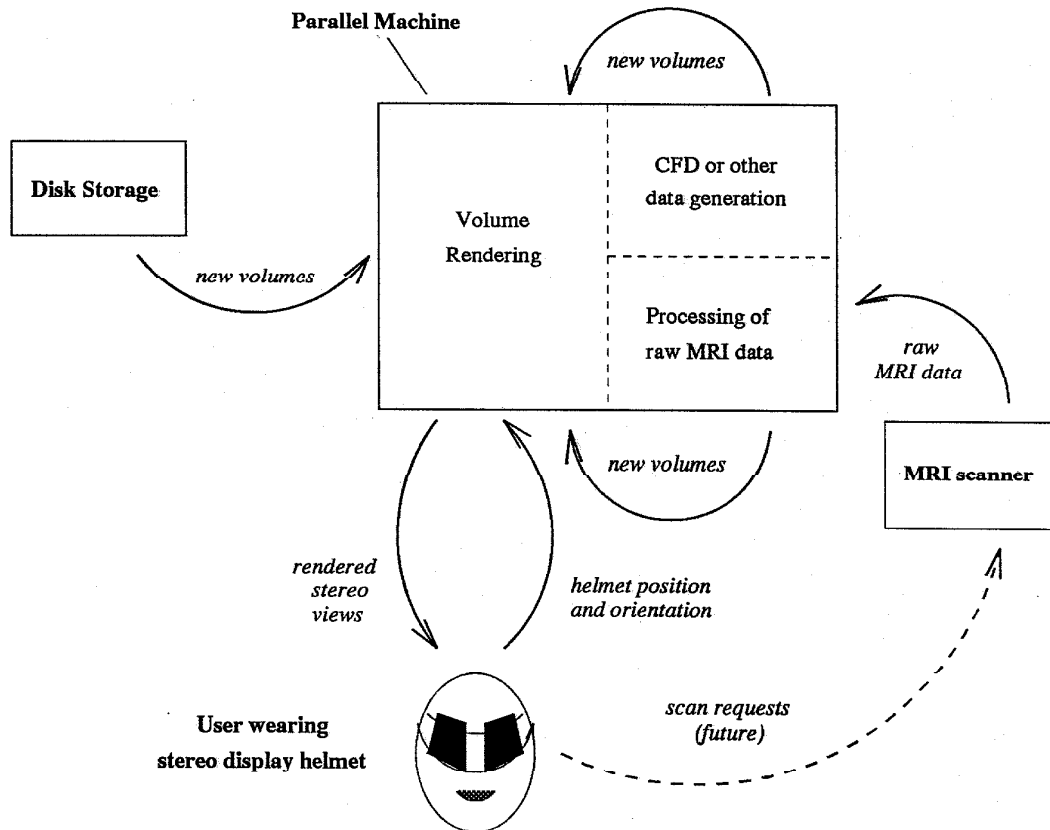 Parallel Machine
new volumes
Disk Storage
new volumes
Volume
Rendering
CFD or other
data generation
Processing of
raw MRI data
raw
MRI data
MRI scanner
new volumes
rendered
stereo
views
helmet position
and orientation
User wearing
stereo display helmet
scan requests
(future)